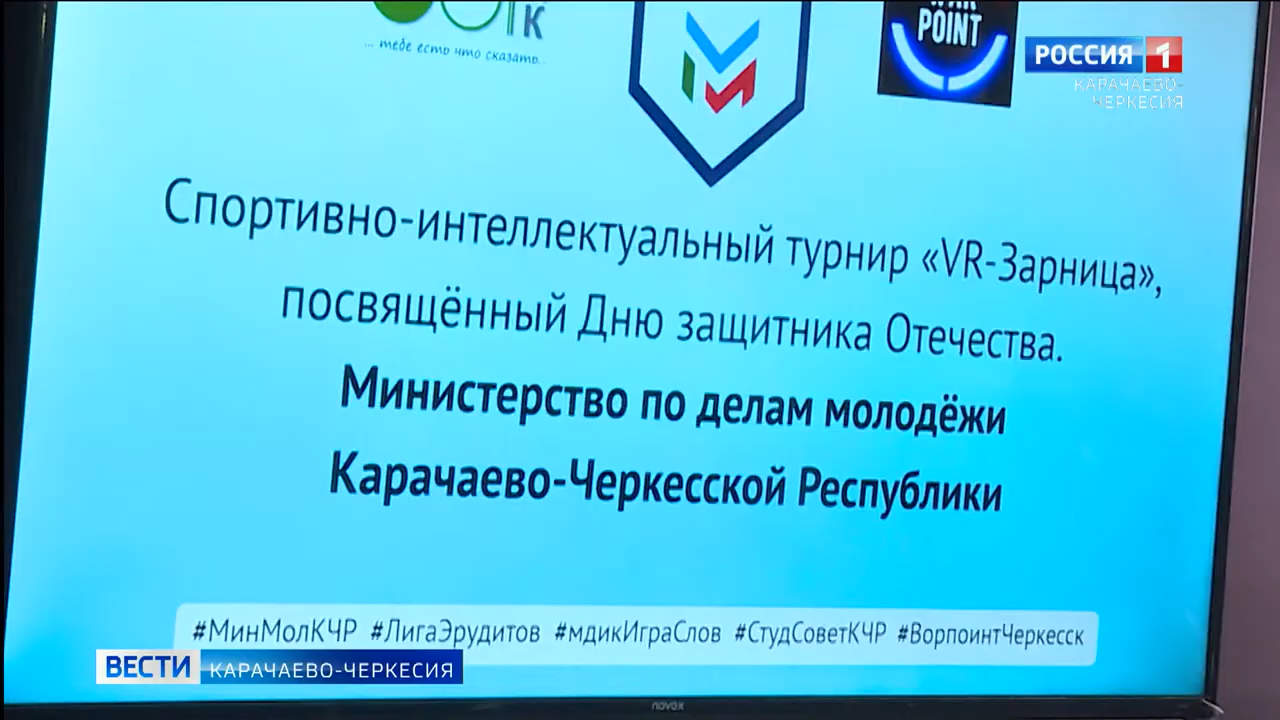 К
... тебе есть что сказать...
POINT
РОССИЯ 1
КАРАЧАЕВО-
ЧЕРКЕСИЯ
Спортивно-интеллектуальный турнир «VR-Зарница»,
посвящённый Дню защитника Отечества.
Министерство по делам молодёжи
Карачаево-Черкесской Республики
#МинМолКЧР #ЛигаЭрудитов #мдикИграСлов #СтудСоветКЧР #ВорпоинтЧеркесск
ВЕСТИ КАРАЧАЕВО-ЧЕРКЕСИЯ
novex